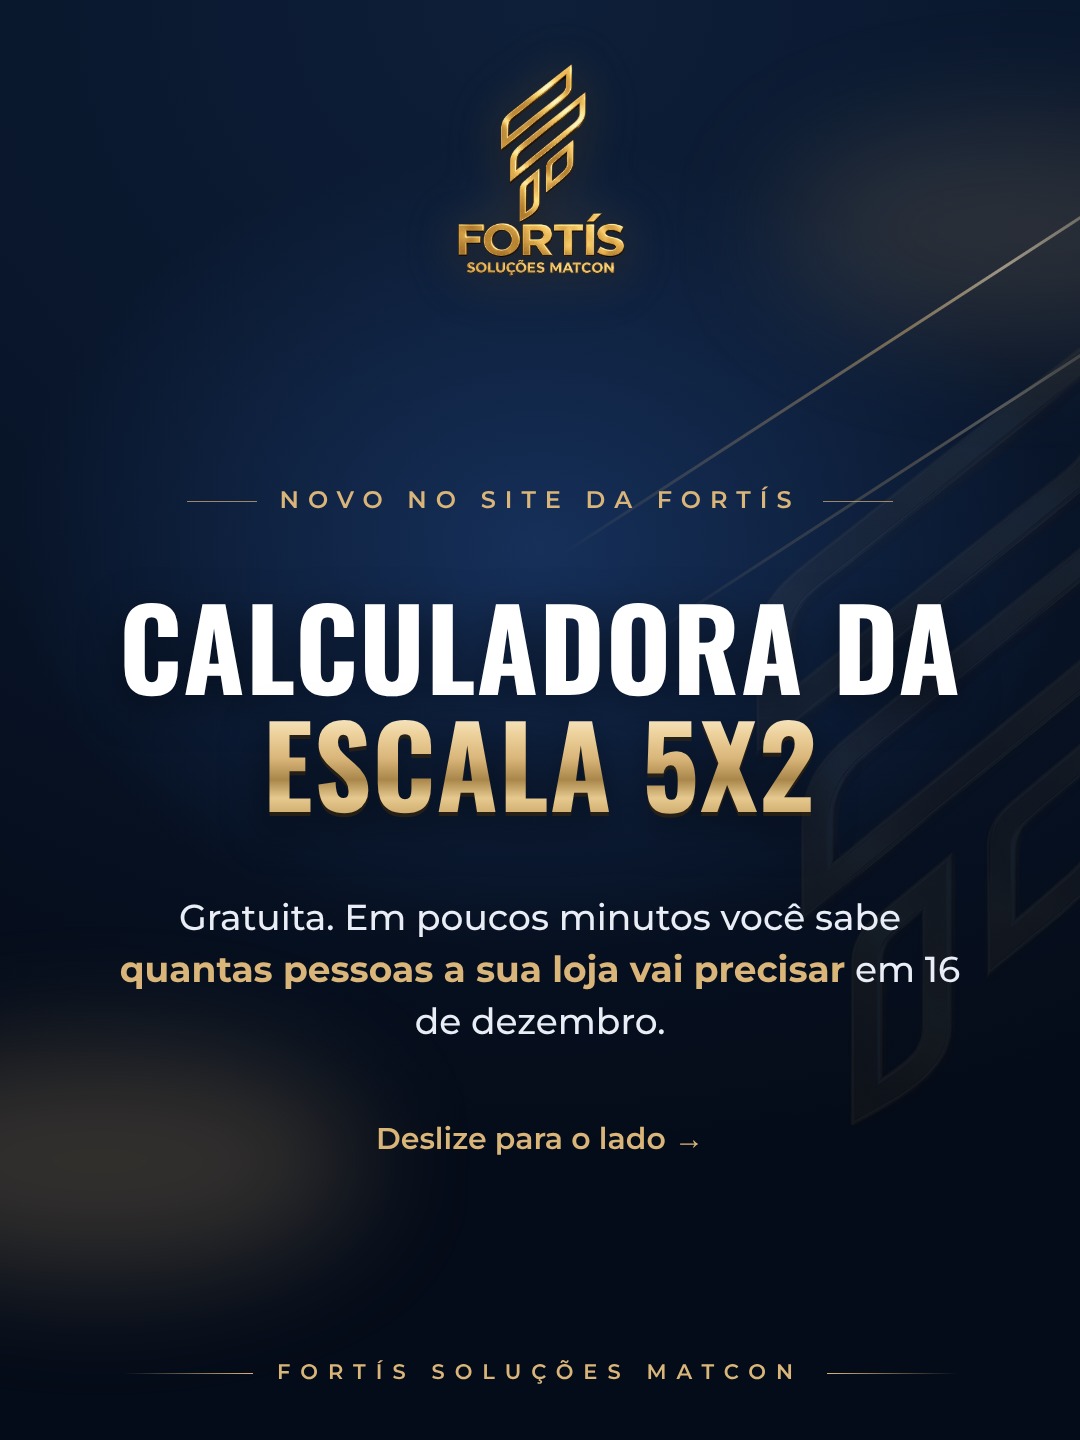 FORTÍS
SOLUÇÕES MATCON
NOVO NO SITE DA FORTÍS
CALCULADORA DA
ESCALA 5X2
Gratuita. Em poucos minutos você sabe
quantas pessoas a sua loja vai precisar em 16
de dezembro.
Deslize para o lado →
FORTÍS SOLUÇÕES MATCON